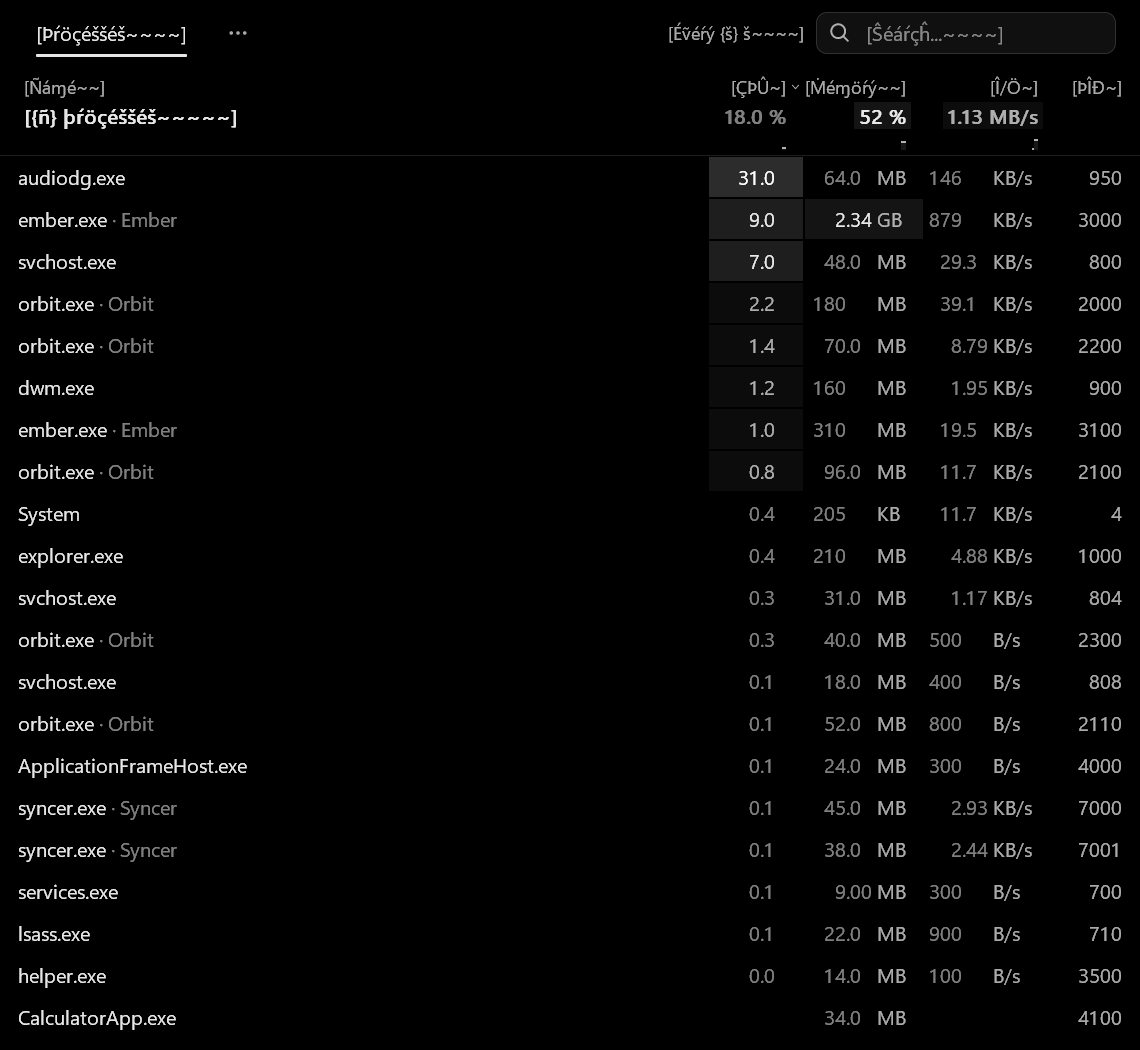 [Þŕöçéššéš~~~~] ··· [Éṽéŕý {š} š~~~~] [Ŝéáŕçĥ...~~~~]
[Ñáɱé~~] [ÇÞÛ~] [Ṁéɱöŕý~~] [Î/Ö~] [ÞÎÐ~]
[{ñ} þŕöçéššéš~~~~~] 18.0 % 52 % 1.13 MB/s
audiodg.exe 31.0 64.0 MB 146 KB/s 950
ember.exe · Ember 9.0 2.34 GB 879 KB/s 3000
svchost.exe 7.0 48.0 MB 29.3 KB/s 800
orbit.exe · Orbit 2.2 180 MB 39.1 KB/s 2000
orbit.exe · Orbit 1.4 70.0 MB 8.79 KB/s 2200
dwm.exe 1.2 160 MB 1.95 KB/s 900
ember.exe · Ember 1.0 310 MB 19.5 KB/s 3100
orbit.exe · Orbit 0.8 96.0 MB 11.7 KB/s 2100
System 0.4 205 KB 11.7 KB/s 4
explorer.exe 0.4 210 MB 4.88 KB/s 1000
svchost.exe 0.3 31.0 MB 1.17 KB/s 804
orbit.exe · Orbit 0.3 40.0 MB 500 B/s 2300
svchost.exe 0.1 18.0 MB 400 B/s 808
orbit.exe · Orbit 0.1 52.0 MB 800 B/s 2110
ApplicationFrameHost.exe 0.1 24.0 MB 300 B/s 4000
syncer.exe · Syncer 0.1 45.0 MB 2.93 KB/s 7000
syncer.exe · Syncer 0.1 38.0 MB 2.44 KB/s 7001
services.exe 0.1 9.00 MB 300 B/s 700
lsass.exe 0.1 22.0 MB 900 B/s 710
helper.exe 0.0 14.0 MB 100 B/s 3500
CalculatorApp.exe 34.0 MB 4100